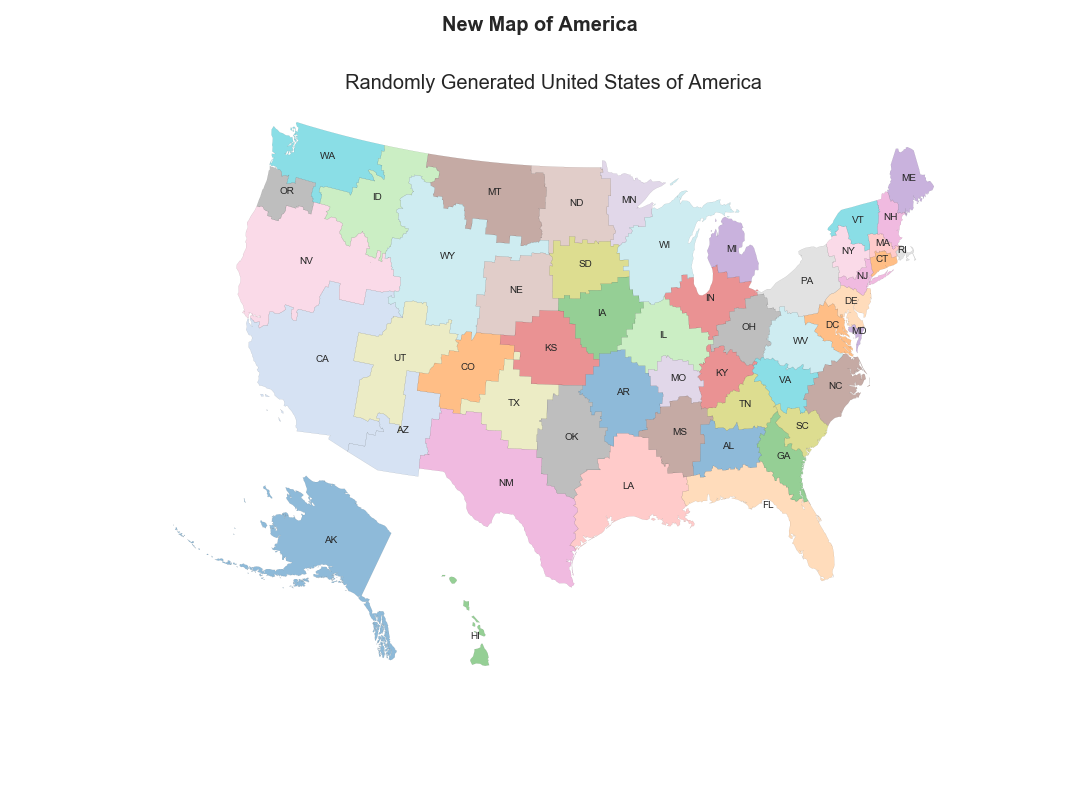 New Map of America
Randomly Generated United States of America
WA
ME
OR
MT
ID
ND
MN
NH
VT
WI
MA
MI
NY
RI
WY
CT
NV
SD
NJ
PA
NE
IN
DE
IA
DC
OH
MD
IL
WV
KS
UT
CA
CO
KY
MO
VA
NC
AR
TX
TN
SC
AZ
MS
OK
AL
GA
NM
LA
FL
AK
HI